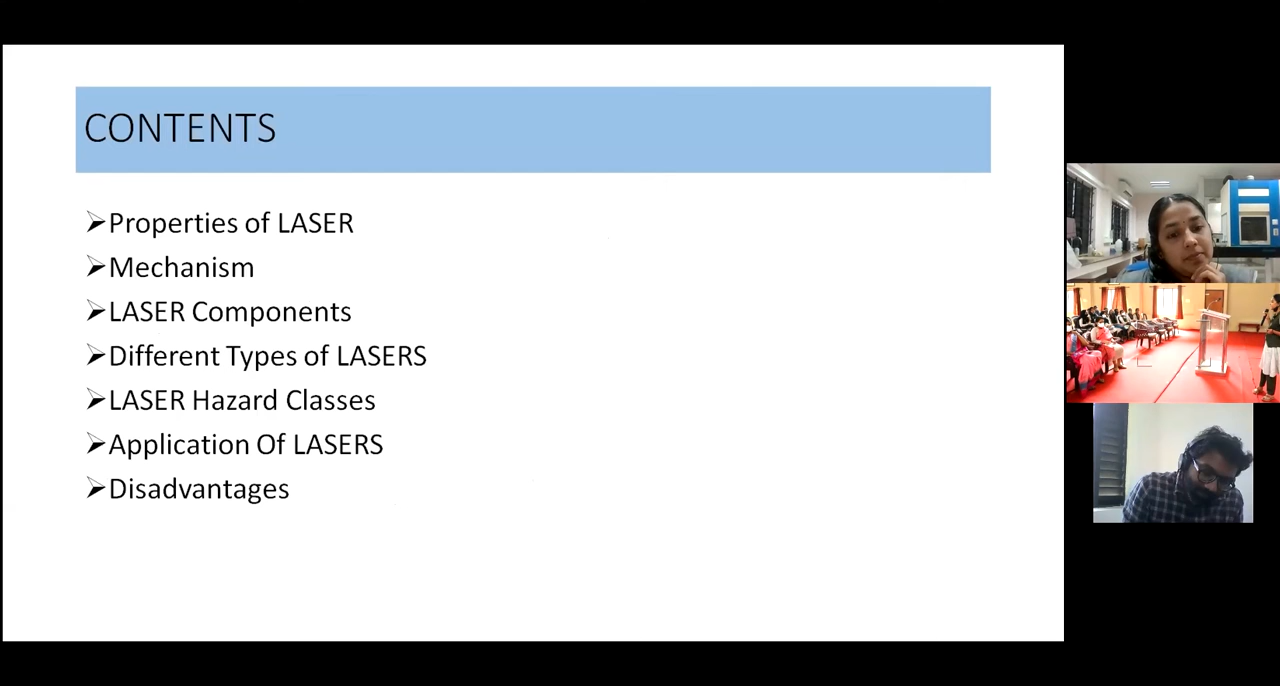 CONTENTS
➢Properties of LASER
➢Mechanism
➢LASER Components
➢Different Types of LASERS
➢LASER Hazard Classes
➢Application Of LASERS
➢Disadvantages